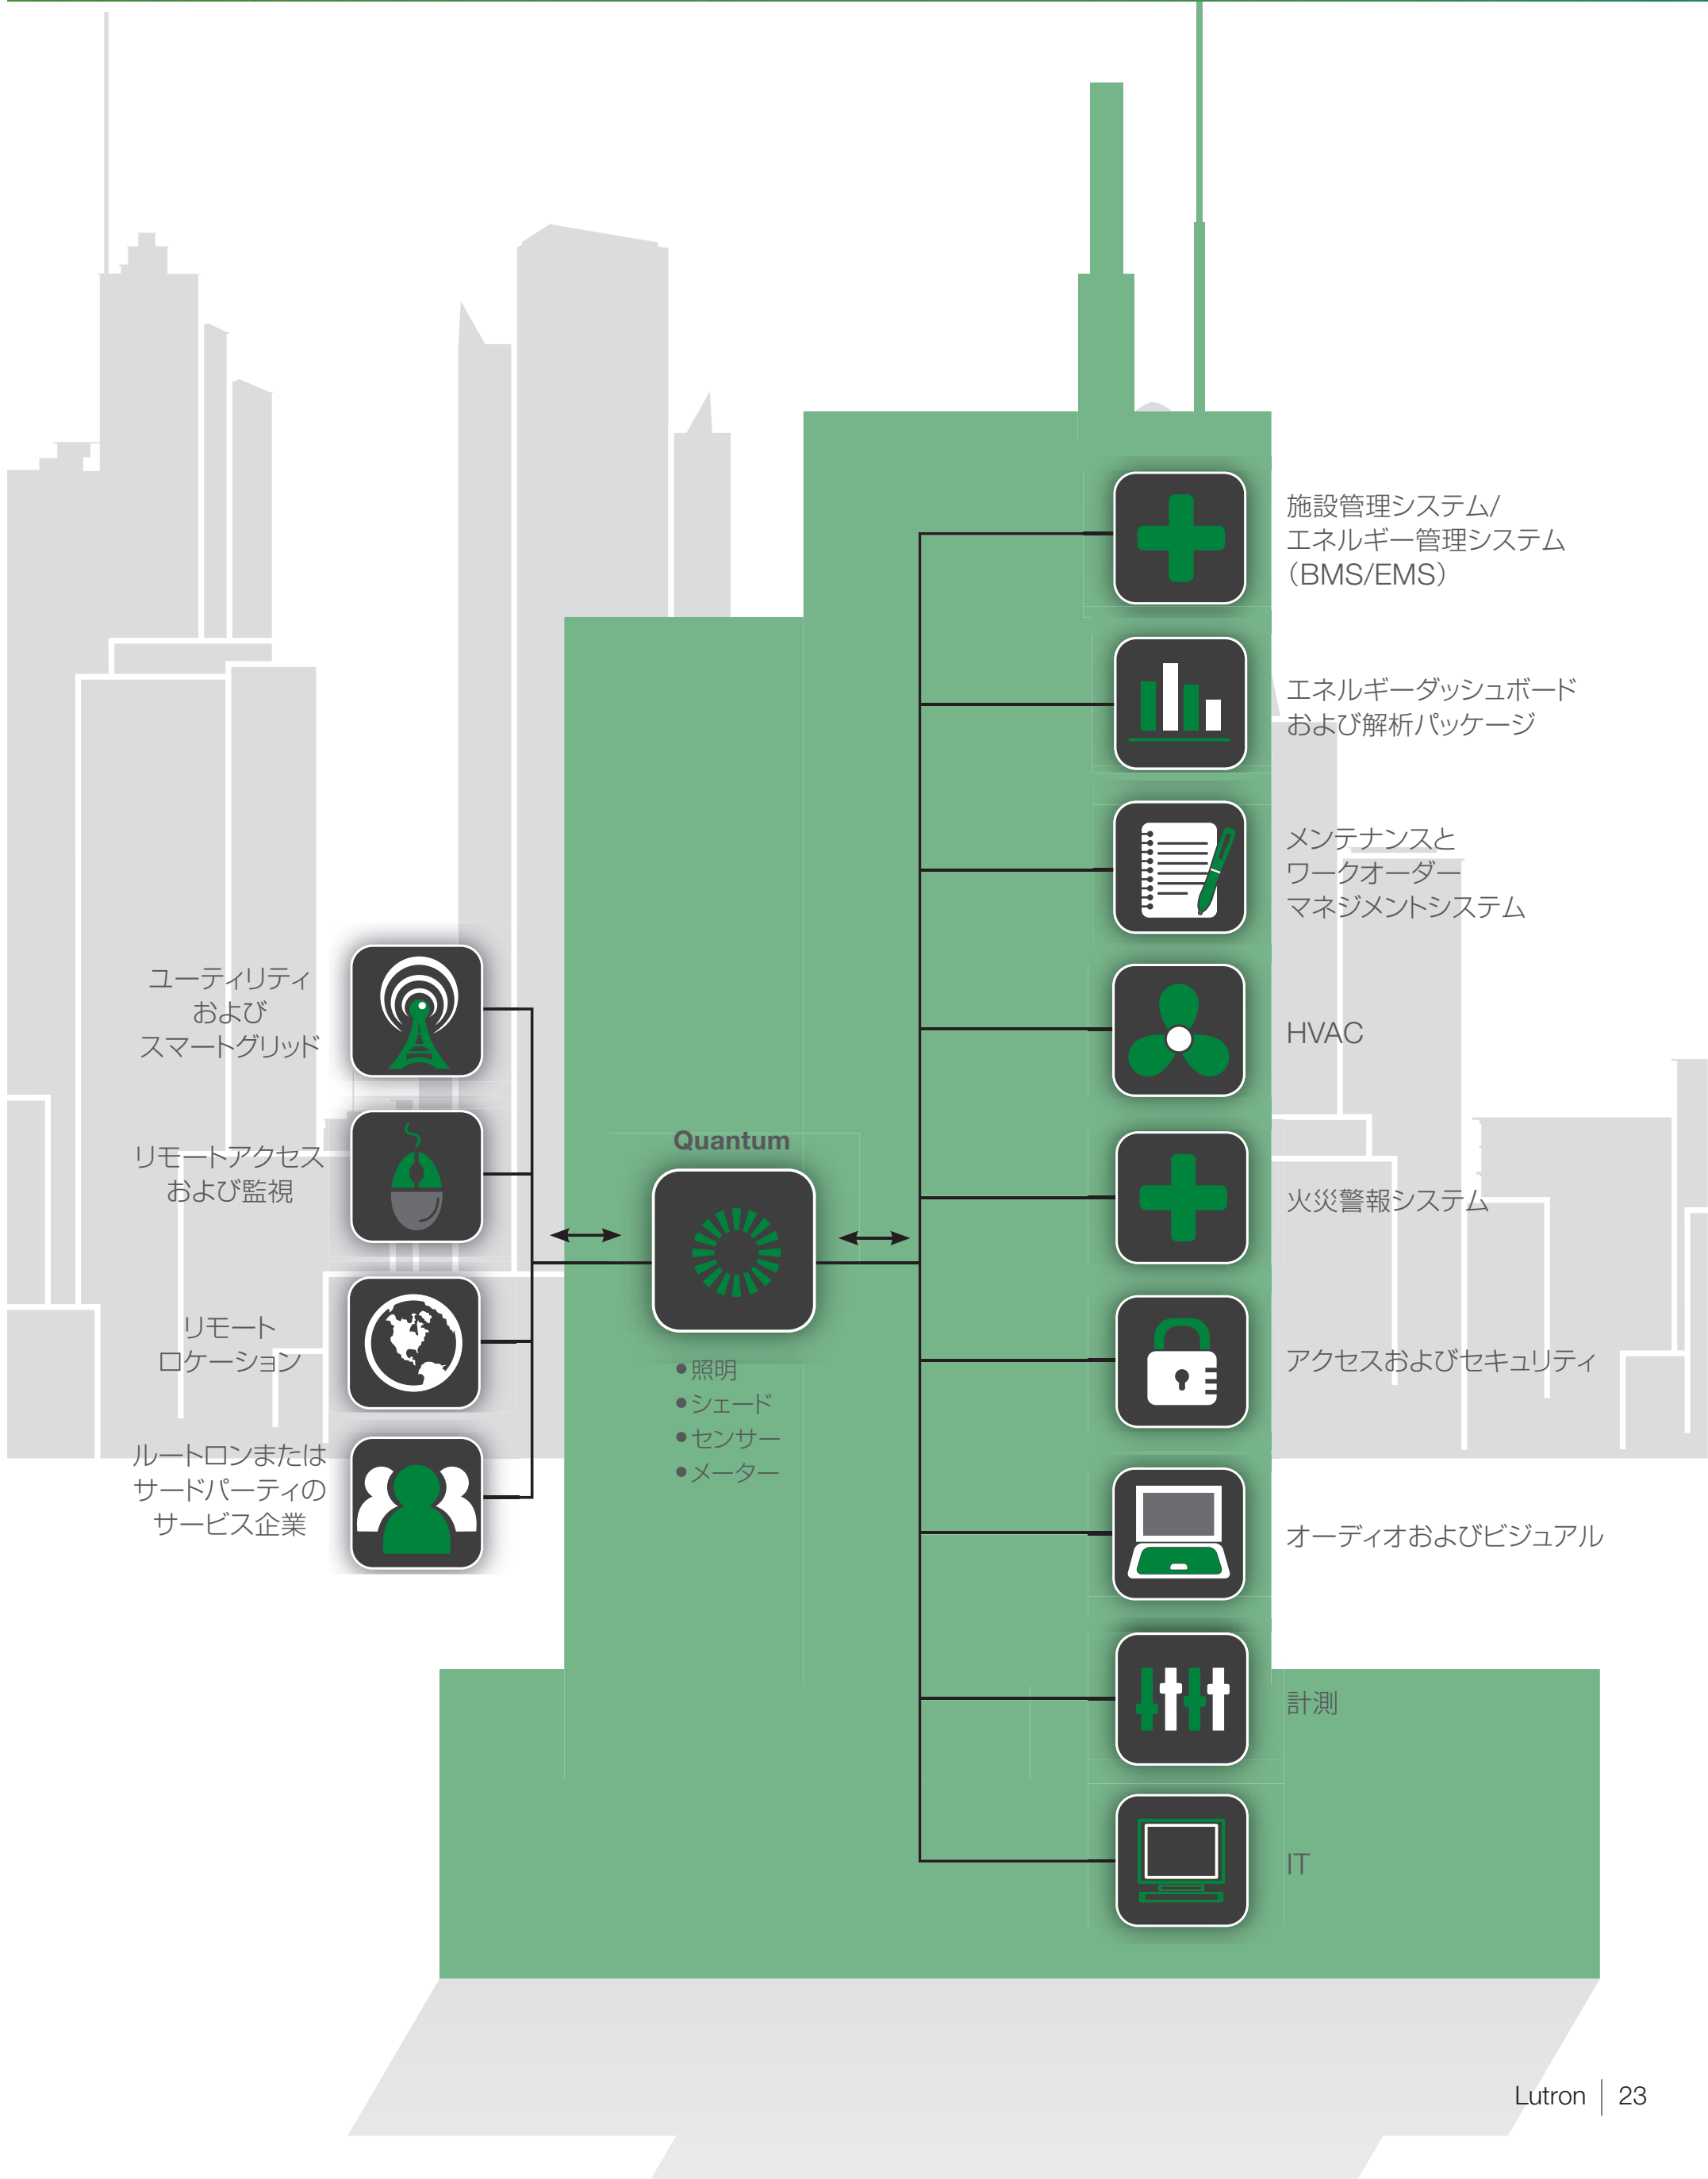 施設管理システム/
エネルギー管理システム
（BMS/EMS）
エネルギーダッシュボード
および解析パッケージ
メンテナンスと
ワークオーダー
マネジメントシステム
ユーティリティ
および
スマートグリッド
HVAC
リモートアクセス
および監視
Quantum
火災警報システム
リモート
ロケーション
●照明
●シェード
●センサー
●メーター
アクセスおよびセキュリティ
ルートロンまたは
サードパーティの
サービス企業
オーディオおよびビジュアル
計測
IT
Lutron | 23